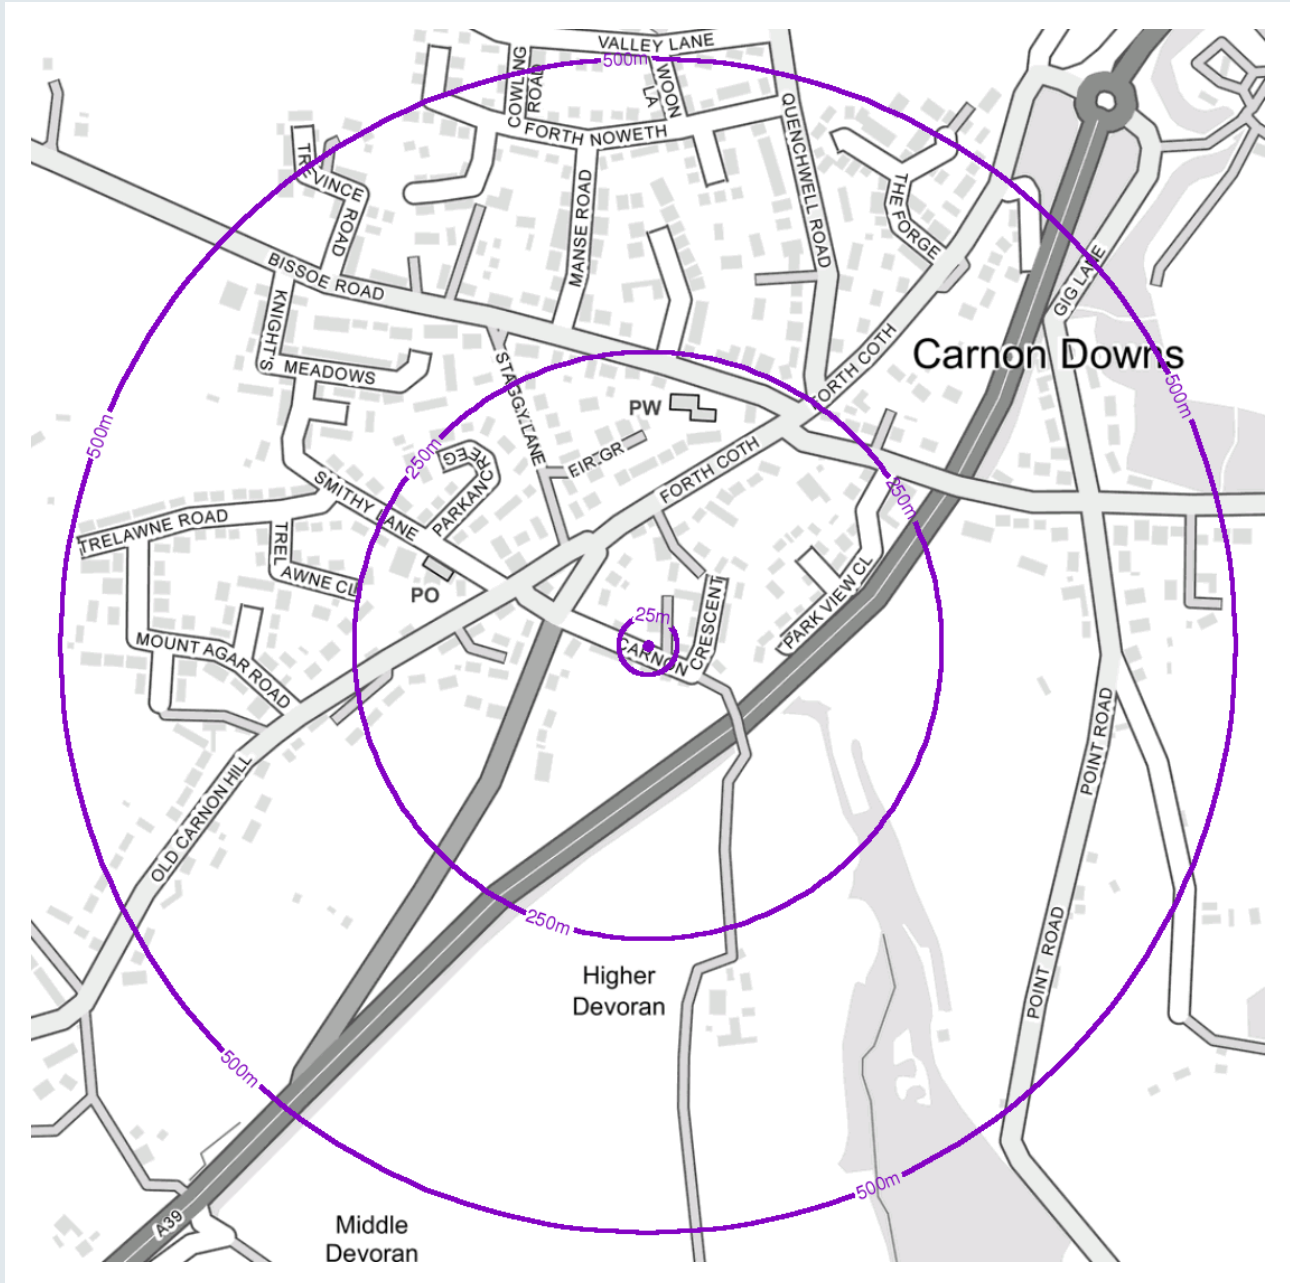 VALLEY LANE
500m
COWLING
ROAD
WOON
LA
FORTH NOWETH
QUENCHWELL ROAD
TREVINCE
ROAD
MANSE ROAD
THE FORGE
BISSOE ROAD
GIG LANE
KNIGHT'S
MEADOWS
Carnon Downs
STAGGY LANE
FORTH COTH
500m
PW
500m
250m
PARKANCREEG
EIR-GR
FORTH COTH
SMITHY LANE
250m
TRELAWNE ROAD
TREL
AWNE CL
PO
PARK VIEW CL
25m
CARNON
CRESCENT
MOUNT AGAR ROAD
POINT ROAD
OLD CARNON HILL
250m
POINT ROAD
Higher
Devoran
500m
500m
A39
Middle
Devoran